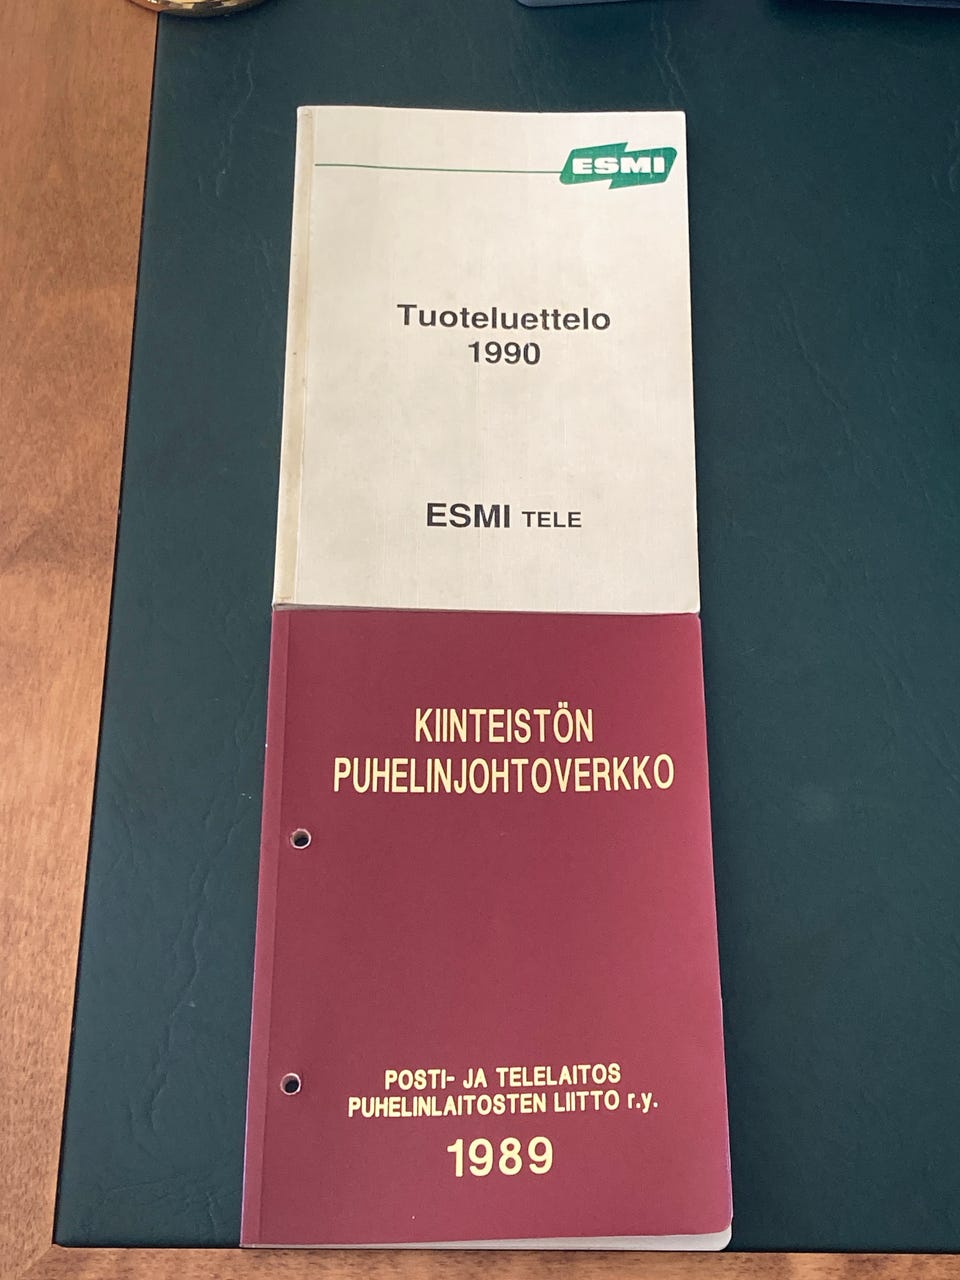 ESMI
Tuoteluettelo
1990
ESMI TELE
KIINTEISTÖN
PUHELINJOHTOVERKKO
POSTI- JA TELELAITOS
PUHELINLAITOSTEN LIITTO r.y.
1989